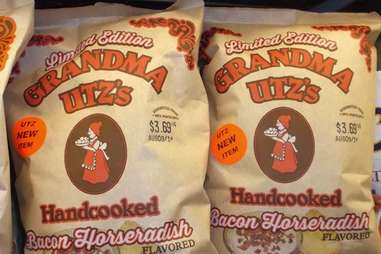 Limited Edition
GRANDMA
UTZ's
UTZ
NEW
ITEM
$3.69
Handcooked
Bacon Horseradish
FLAVORED
Limited Edition
GRANDMA
UTZ's
UTZ
NEW
ITEM
$3.69
Handcooked
Bacon Horseradish
FLAVORED